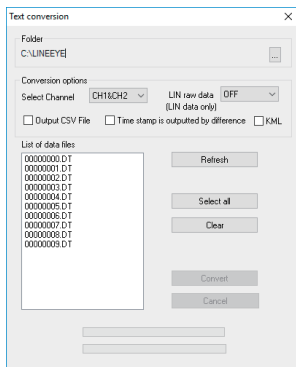 Text conversion
Folder
C:\LINEEYE
...
Conversion options
Select Channel CH1&CH2 LIN raw data OFF
(LIN data only)
Output CSV File Time stamp is outputted by difference KML
List of data files
00000000.DT
00000001.DT
00000002.DT
00000003.DT
00000004.DT
00000005.DT
00000006.DT
00000007.DT
00000008.DT
00000009.DT
Refresh
Select all
Clear
Convert
Cancel